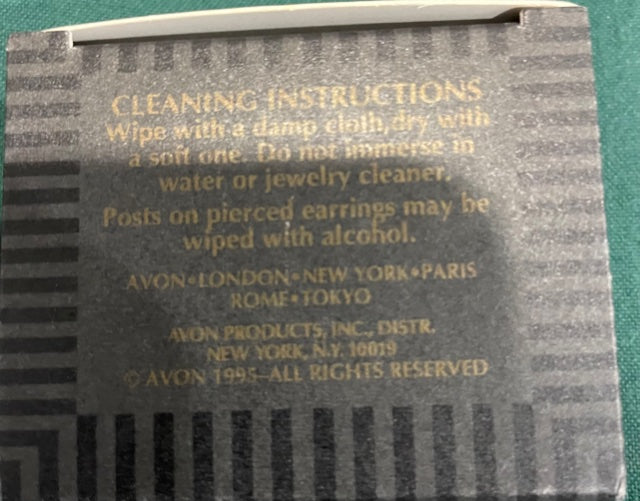 CLEANING INSTRUCTIONS
Wipe with a damp cloth, dry with
a soft one. Do not immerse in
water or jewelry cleaner.
Posts on pierced earrings may be
wiped with alcohol.
AVON•LONDON•NEW YORK•PARIS
ROME•TOKYO
AVON PRODUCTS, INC., DISTR.
NEW YORK, N.Y. 10019
© AVON 1995–ALL RIGHTS RESERVED